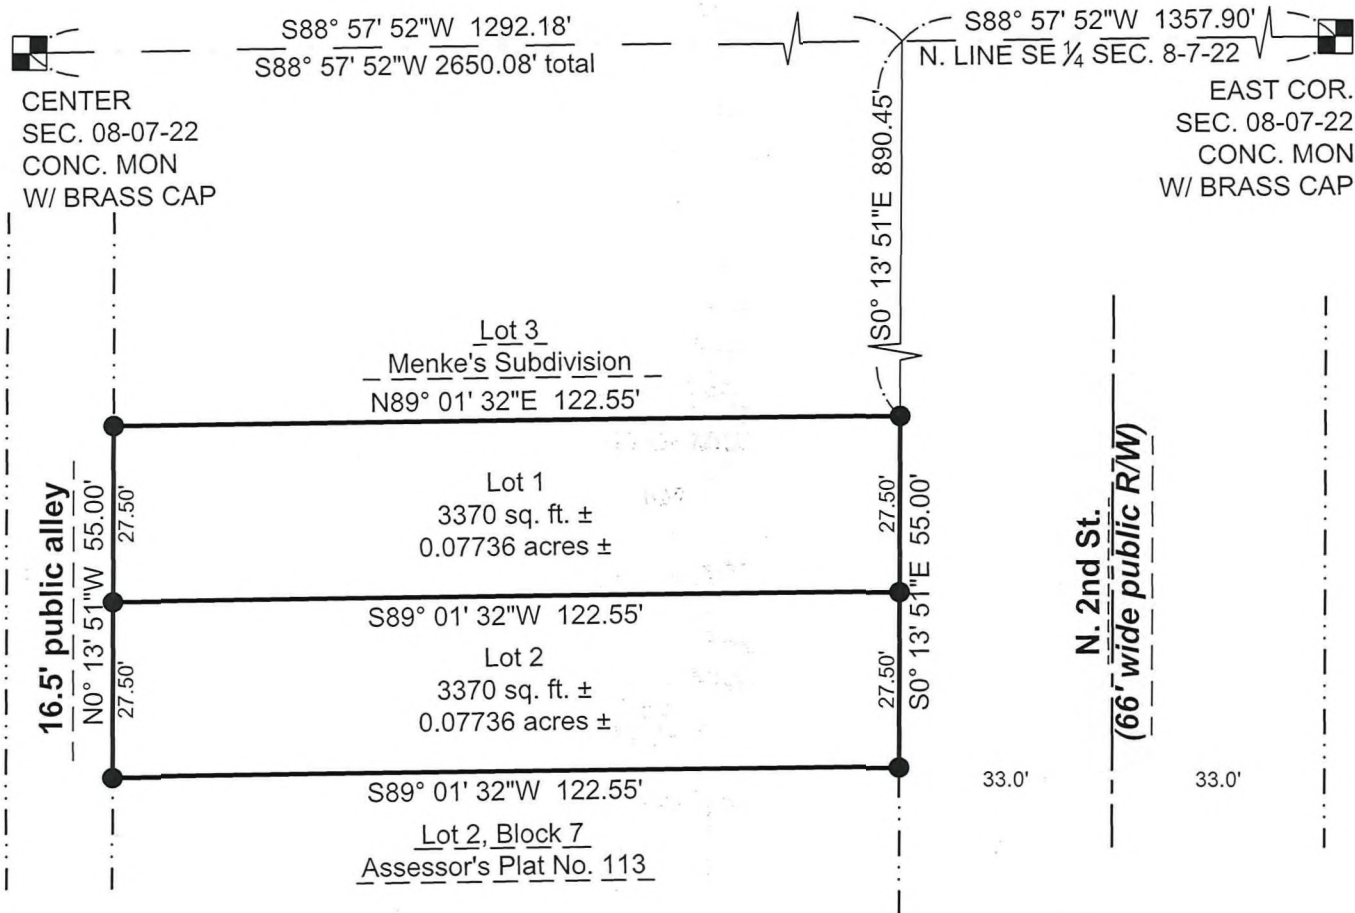 S88° 57' 52"W 1292.18'
S88° 57' 52"W 2650.08' total
S88° 57' 52"W 1357.90'
N. LINE SE ¼ SEC. 8-7-22
CENTER
SEC. 08-07-22
CONC. MON
W/ BRASS CAP
EAST COR.
SEC. 08-07-22
CONC. MON
W/ BRASS CAP
S0° 13' 51"E 890.45'
Lot 3
Menke's Subdivision
N89° 01' 32"E 122.55'
16.5' public alley
N0° 13' 51"W 55.00'
27.50'
27.50'
Lot 1
3370 sq. ft. ±
0.07736 acres ±
27.50'
27.50'
S0° 13' 51"E 55.00'
S89° 01' 32"W 122.55'
Lot 2
3370 sq. ft. ±
0.07736 acres ±
S89° 01' 32"W 122.55'
Lot 2, Block 7
Assessor's Plat No. 113
N. 2nd St.
(66' wide public R/W)
33.0'
33.0'